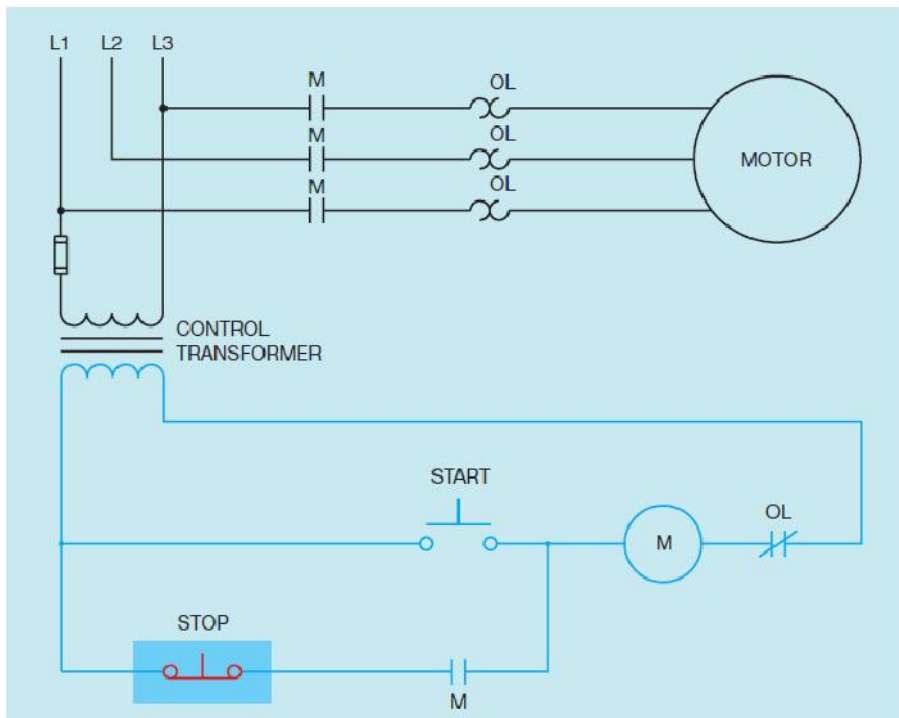 L1 L2 L3
M OL
M OL
MOTOR
M OL
CONTROL
TRANSFORMER
START
M OL
STOP
M